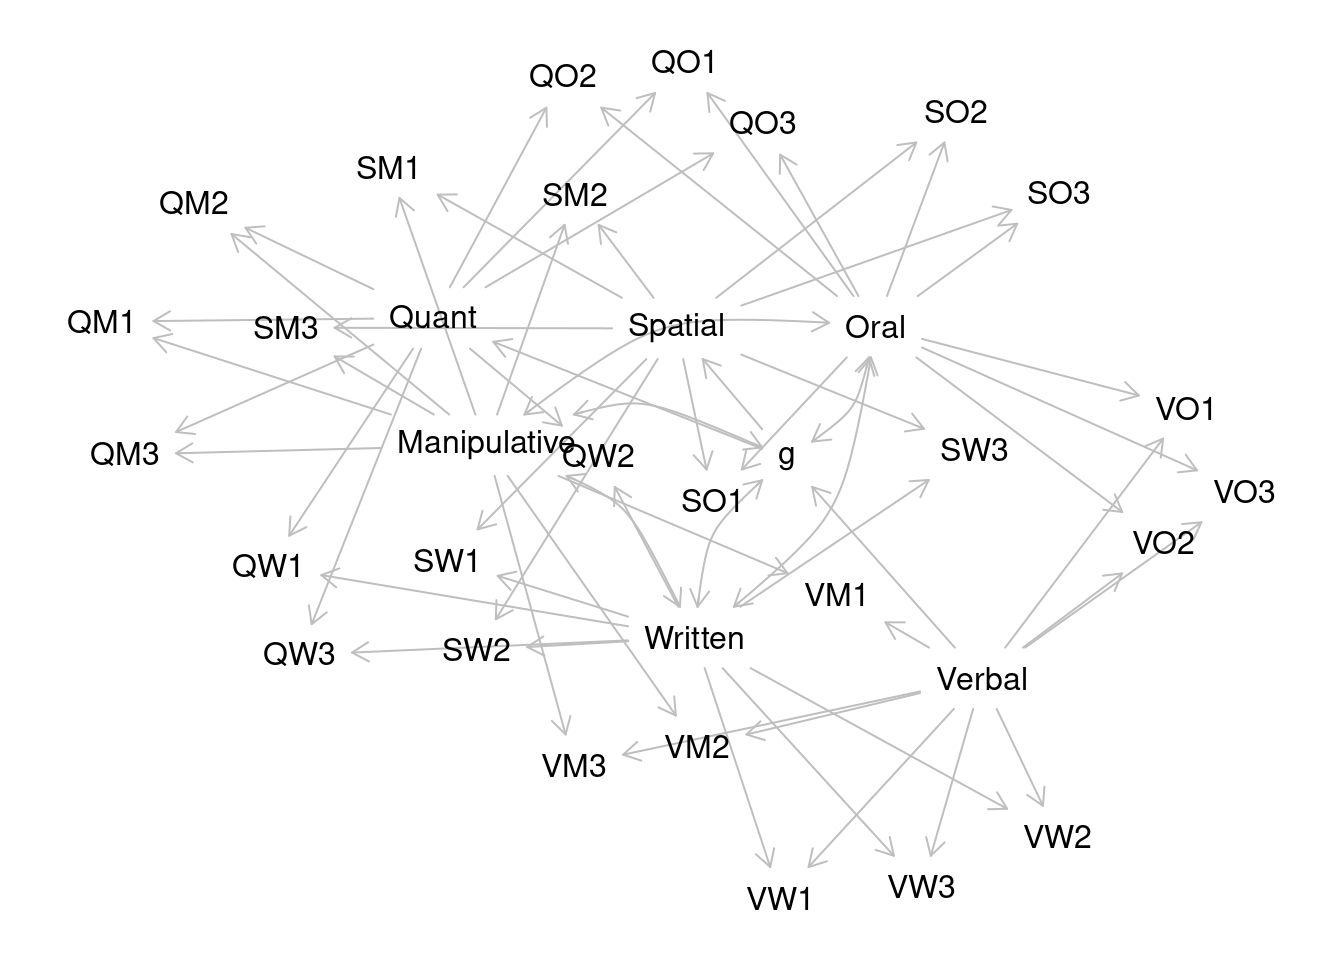 QO1
QO2
SO2
QO3
SM1
SM2
SO3
QM2
Quant
QM1
SM3
Spatial
Oral
VO1
Manipulative
SW3
QM3
QW2
g
VO3
SO1
VO2
SW1
QW1
VM1
Written
SW2
QW3
Verbal
VM2
VM3
VW2
VW3
VW1